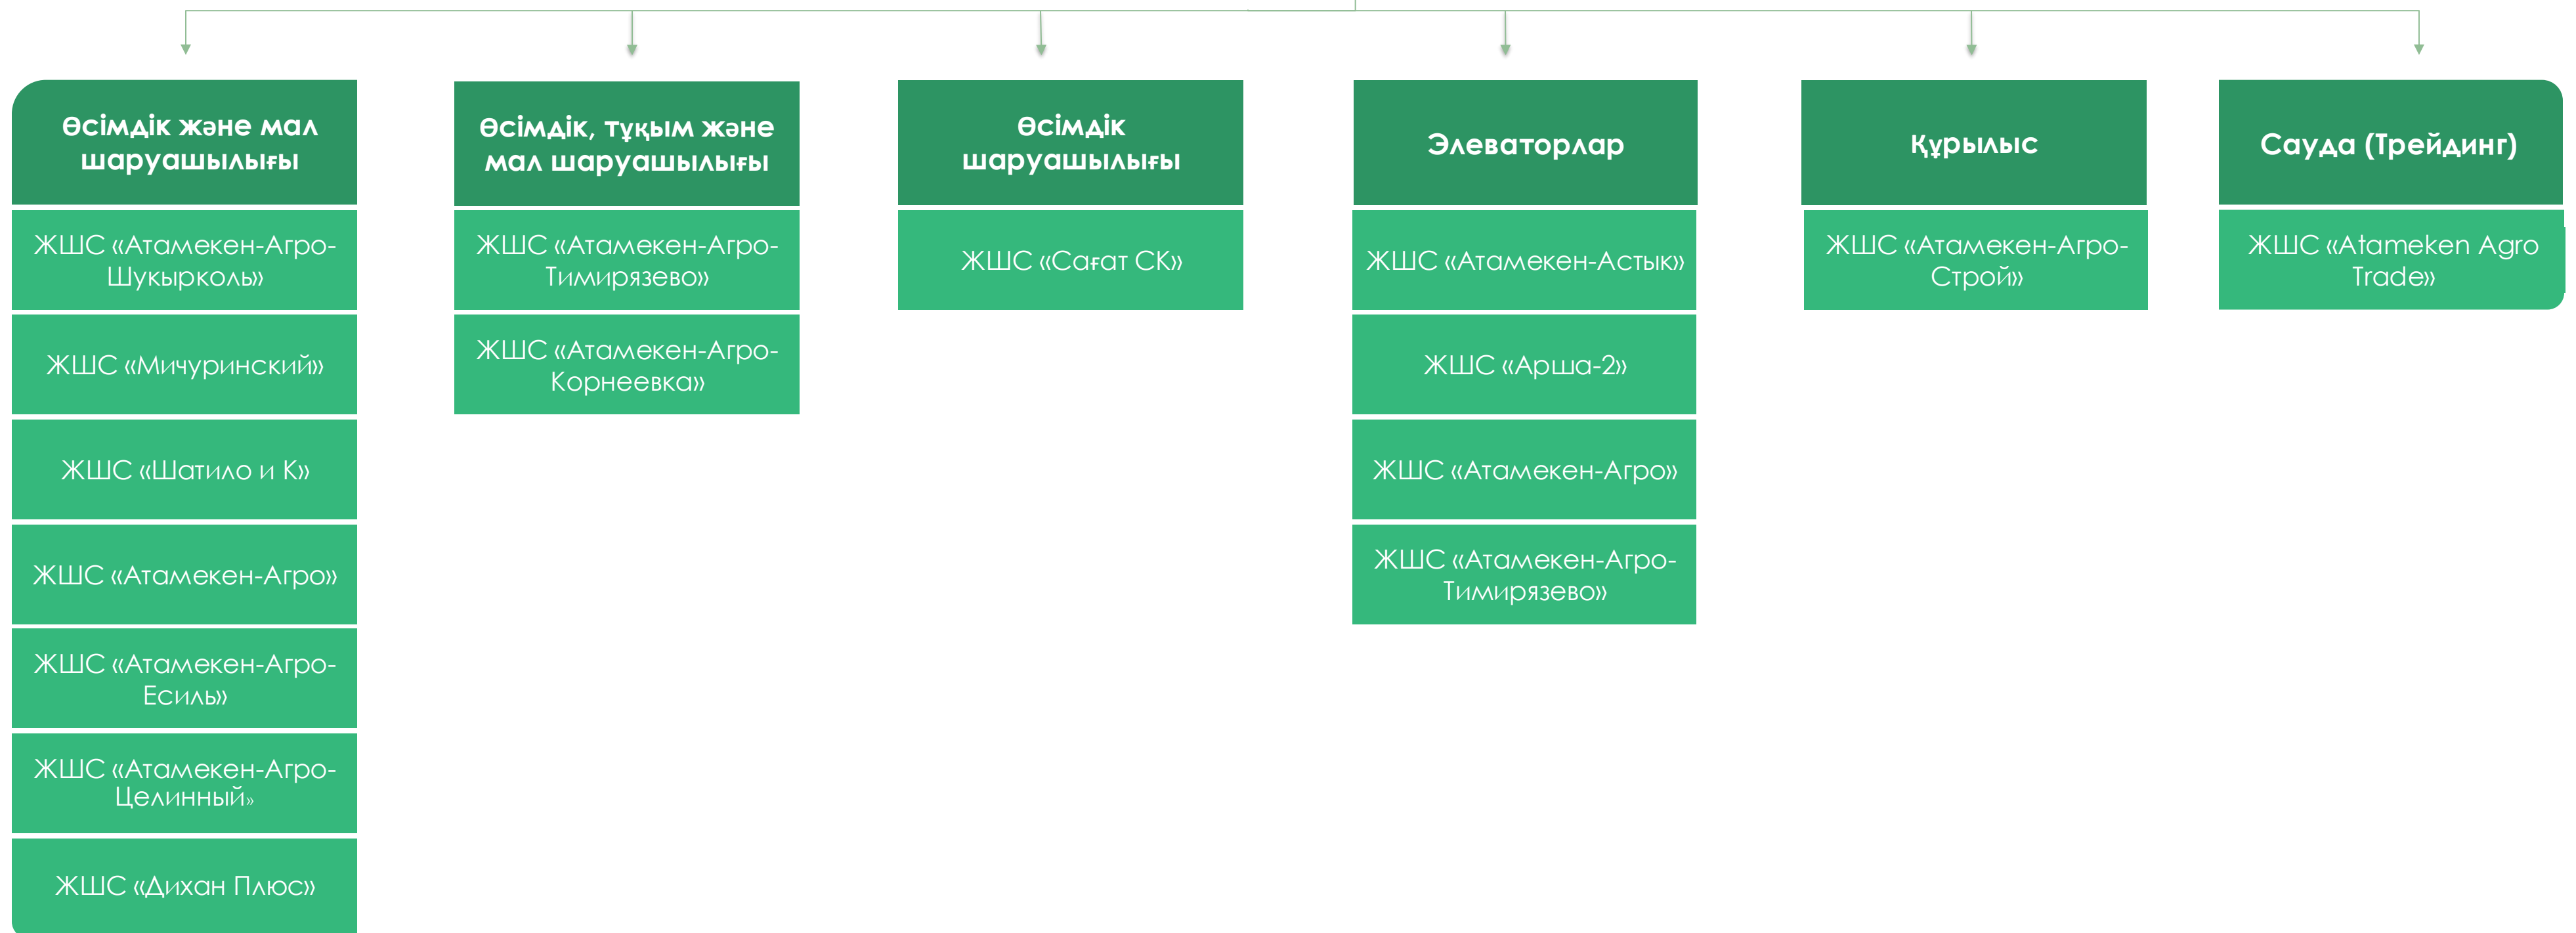 Өсімдік және мал
шаруашылығы
ЖШС «Атамекен-Агро-
Шукырколь»
ЖШС «Мичуринский»
ЖШС «Шатило и К»
ЖШС «Атамекен-Агро»
ЖШС «Атамекен-Агро-
Есиль»
ЖШС «Атамекен-Агро-
Целинный»
ЖШС «Дихан Плюс»
Өсімдік, тұқым және
мал шаруашылығы
ЖШС «Атамекен-Агро-
Тимирязево»
ЖШС «Атамекен-Агро-
Корнеевка»
Өсімдік
шаруашылығы
ЖШС «Сағат СК»
Элеваторлар
ЖШС «Атамекен-Астык»
ЖШС «Арша-2»
ЖШС «Атамекен-Агро»
ЖШС «Атамекен-Агро-
Тимирязево»
Құрылыс
ЖШС «Атамекен-Агро-
Строй»
Сауда (Трейдинг)
ЖШС «Atameken Agro
Trade»